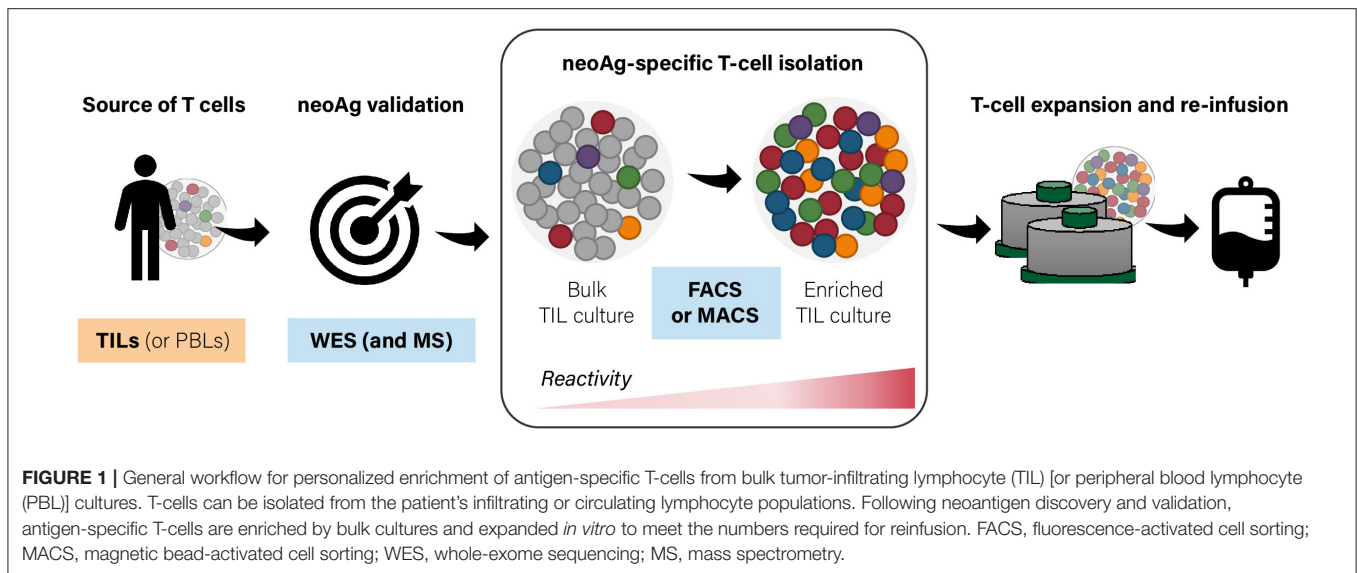 neoAg-specific T-cell isolation
Source of T cells
neoAg validation
T-cell expansion and re-infusion
Bulk
TIL culture
FACS
or MACS
Enriched
TIL culture
TILs (or PBLs)
WES (and MS)
Reactivity
FIGURE 1 | General workflow for personalized enrichment of antigen-specific T-cells from bulk tumor-infiltrating lymphocyte (TIL) [or peripheral blood lymphocyte
(PBL)] cultures. T-cells can be isolated from the patient's infiltrating or circulating lymphocyte populations. Following neoantigen discovery and validation,
antigen-specific T-cells are enriched by bulk cultures and expanded in vitro to meet the numbers required for reinfusion. FACS, fluorescence-activated cell sorting;
MACS, magnetic bead-activated cell sorting; WES, whole-exome sequencing; MS, mass spectrometry.